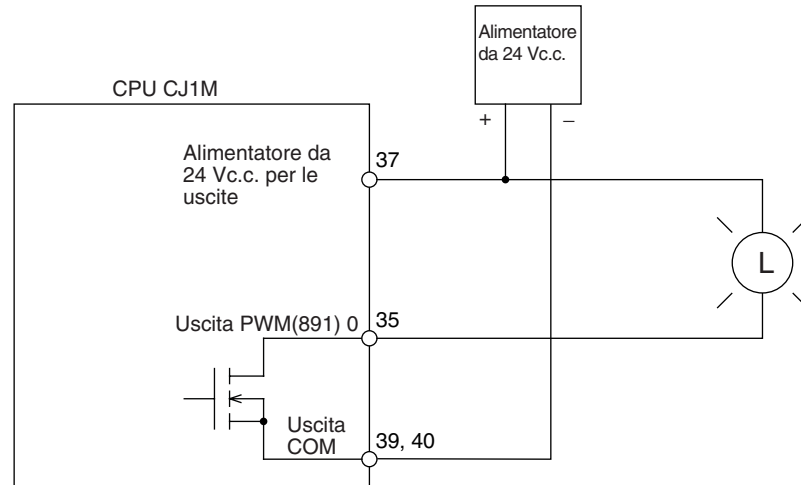 Alimentatore
da 24 Vc.c.
CPU CJ1M
+
–
Alimentatore da
24 Vc.c. per le
uscite
37
L
Uscita PWM(891) 0
35
Uscita
COM
39, 40